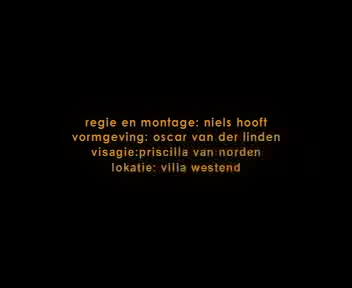 regie en montage: niels hooft
vormgeving: oscar van der linden
visagie:priscilla van norden
lokatie: villa westend